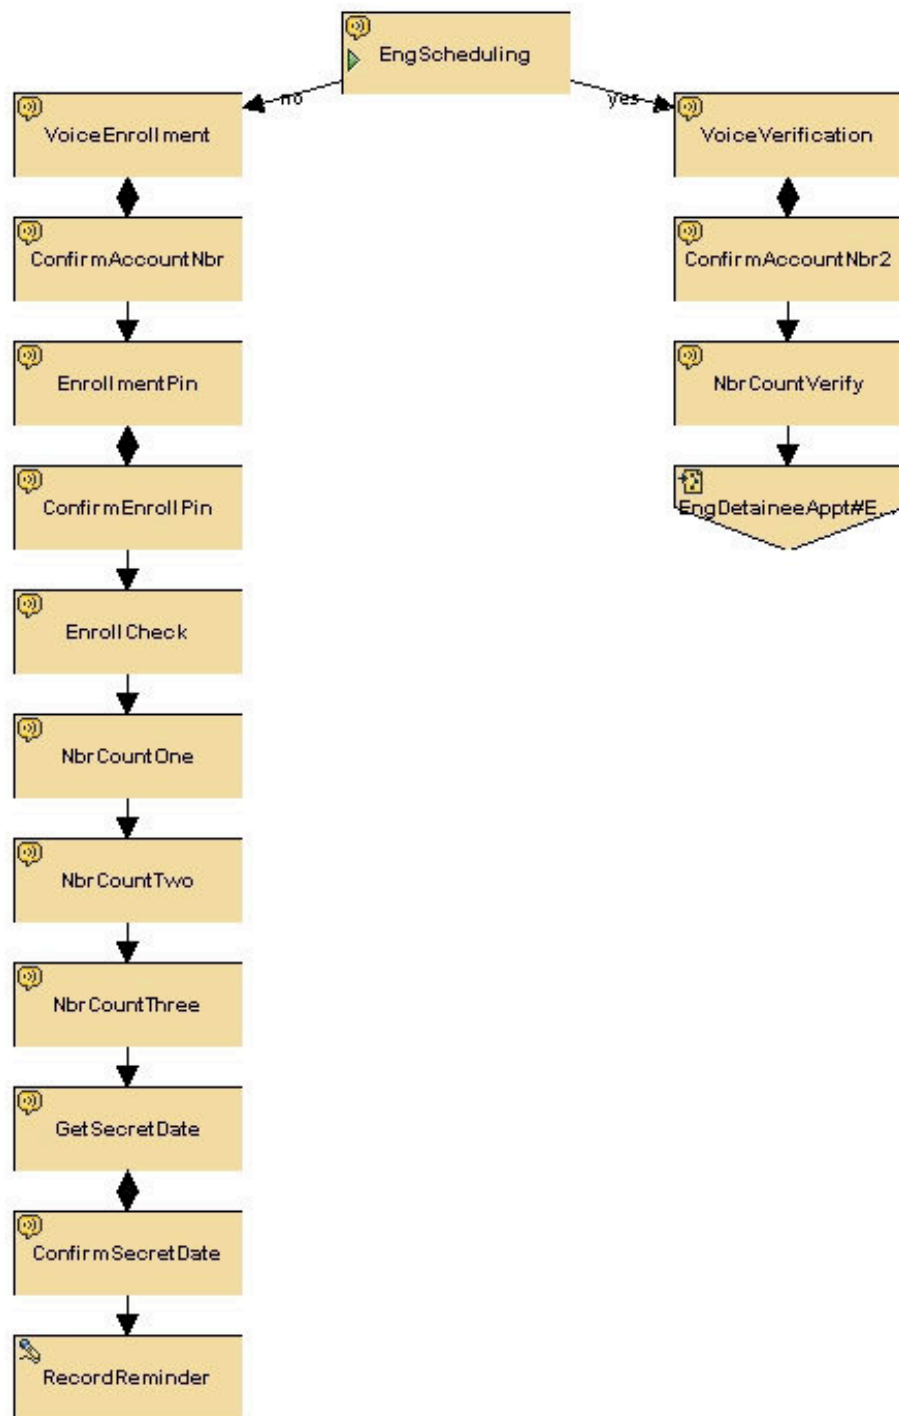 EngScheduling
no
yes
VoiceEnrollment
VoiceVerification
ConfirmAccountNbr
ConfirmAccountNbr2
EnrollmentPin
NbrCountVerify
ConfirmEnrollPin
EngDetaineeAppt#E...
EnrollCheck
NbrCountOne
NbrCountTwo
NbrCountThree
GetSecretDate
ConfirmSecretDate
RecordReminder